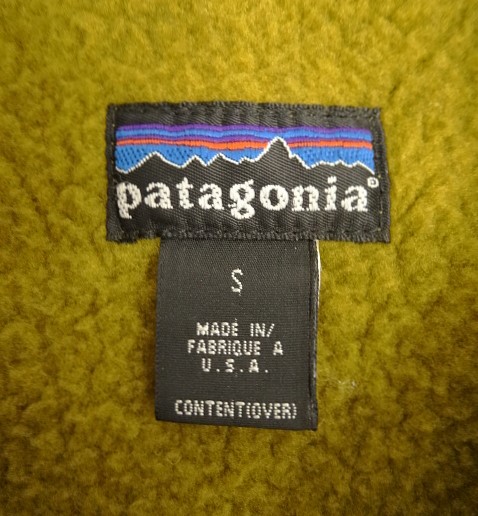 patagonia®
S
MADE IN/
FABRIQUE A
U.S.A.
CONTENT(OVER)